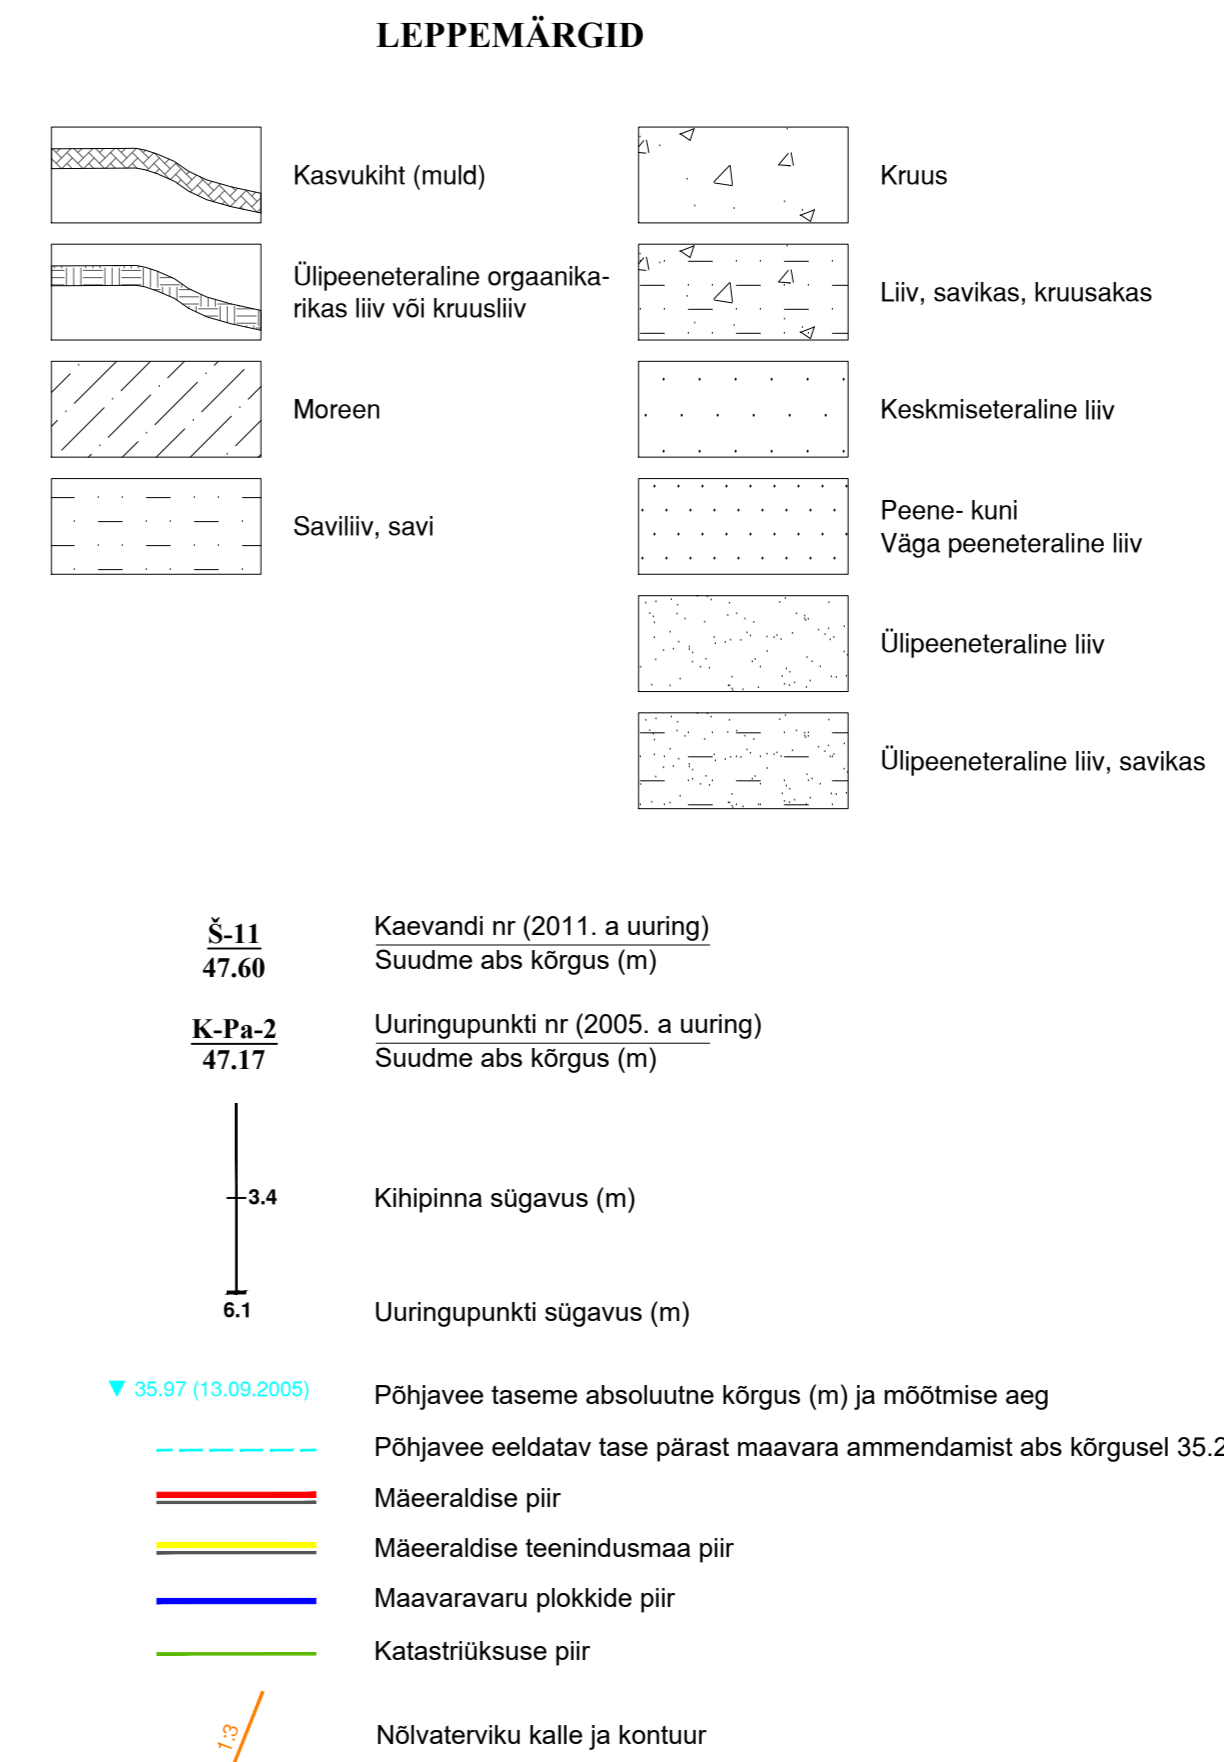 LEPPEMÄRGID
Kasvukiht (muld)
Ülipeeneteraline orgaanika-
rikas liiv või kruusliiv
Moreen
Saviliiv, savi
Kruus
Liiv, savikas, kruusakas
Keskmiseteraline liiv
Peene- kuni
Väga peeneteraline liiv
Ülipeeneteraline liiv
Ülipeeneteraline liiv, savikas
Š-11
47.60
Kaevandi nr (2011. a uuring)
Suudme abs kõrgus (m)
K-Pa-2
47.17
Uuringupunkti nr (2005. a uuring)
Suudme abs kõrgus (m)
3.4
Kihipinna sügavus (m)
6.1
Uuringupunkti sügavus (m)
▼ 35.97 (13.09.2005)
Põhjavee taseme absoluutne kõrgus (m) ja mõõtmise aeg
Põhjavee eeldatav tase pärast maavara ammendamist abs kõrgusel 35.2
Mäeeraldise piir
Mäeeraldise teenindusmaa piir
Maavaravaru plokkide piir
Katastriüksuse piir
1:3
Nõlvaterviku kalle ja kontuur